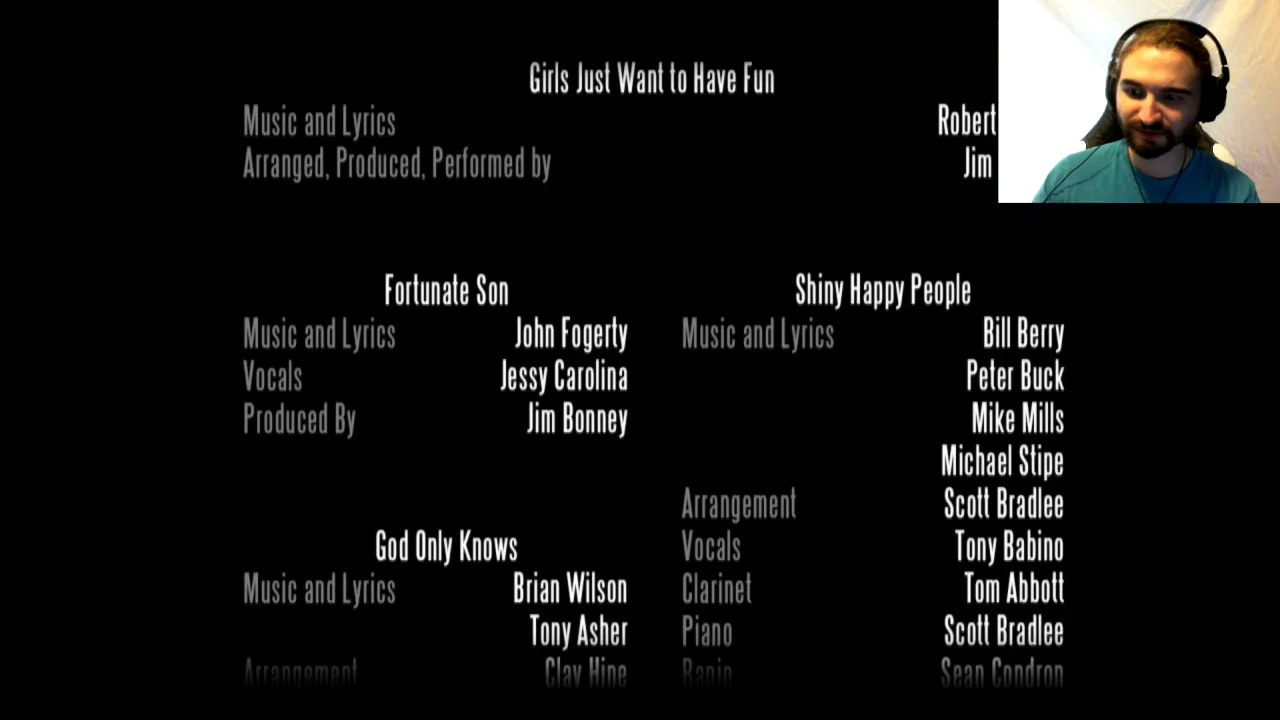 Girls Just Want to Have Fun
Music and Lyrics Robert
Arranged, Produced, Performed by Jim
Fortunate Son
Music and Lyrics John Fogerty
Vocals Jessy Carolina
Produced By Jim Bonney
God Only Knows
Music and Lyrics Brian Wilson
Tony Asher
Arrangement Clay Hine
Shiny Happy People
Music and Lyrics Bill Berry
Peter Buck
Mike Mills
Michael Stipe
Arrangement Scott Bradlee
Vocals Tony Babino
Clarinet Tom Abbott
Piano Scott Bradlee
Banjo Sean Condron